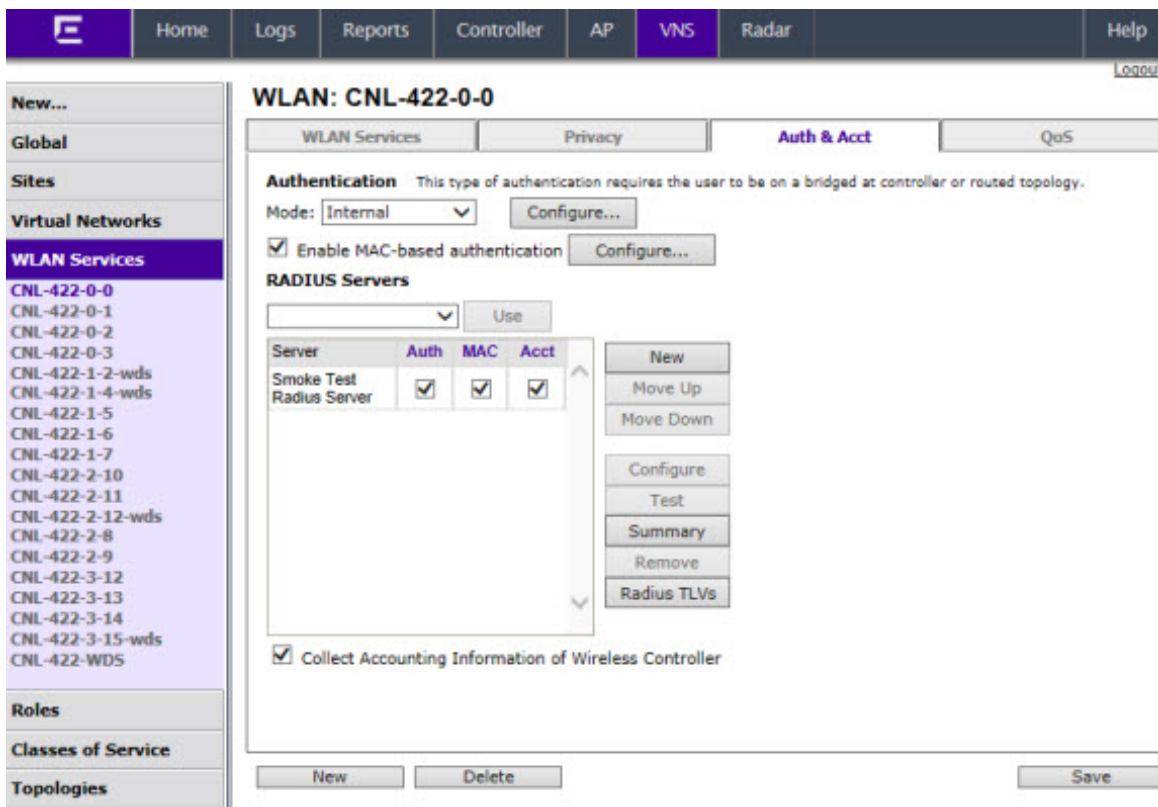 Home Logs Reports Controller AP VNS Radar Help
Logou
New...
Global
Sites
Virtual Networks
WLAN Services
CNL-422-0-0
CNL-422-0-1
CNL-422-0-2
CNL-422-0-3
CNL-422-1-2-wds
CNL-422-1-4-wds
CNL-422-1-5
CNL-422-1-6
CNL-422-1-7
CNL-422-2-10
CNL-422-2-11
CNL-422-2-12-wds
CNL-422-2-8
CNL-422-2-9
CNL-422-3-12
CNL-422-3-13
CNL-422-3-14
CNL-422-3-15-wds
CNL-422-WDS
Roles
Classes of Service
Topologies
WLAN: CNL-422-0-0
WLAN Services Privacy Auth & Acct QoS
Authentication This type of authentication requires the user to be on a bridged at controller or routed topology.
Mode: Internal Configure...
Enable MAC-based authentication Configure...
RADIUS Servers
Use
Server Auth MAC Acct
Smoke Test
Radius Server
New
Move Up
Move Down
Configure
Test
Summary
Remove
Radius TLVs
Collect Accounting Information of Wireless Controller
New Delete Save